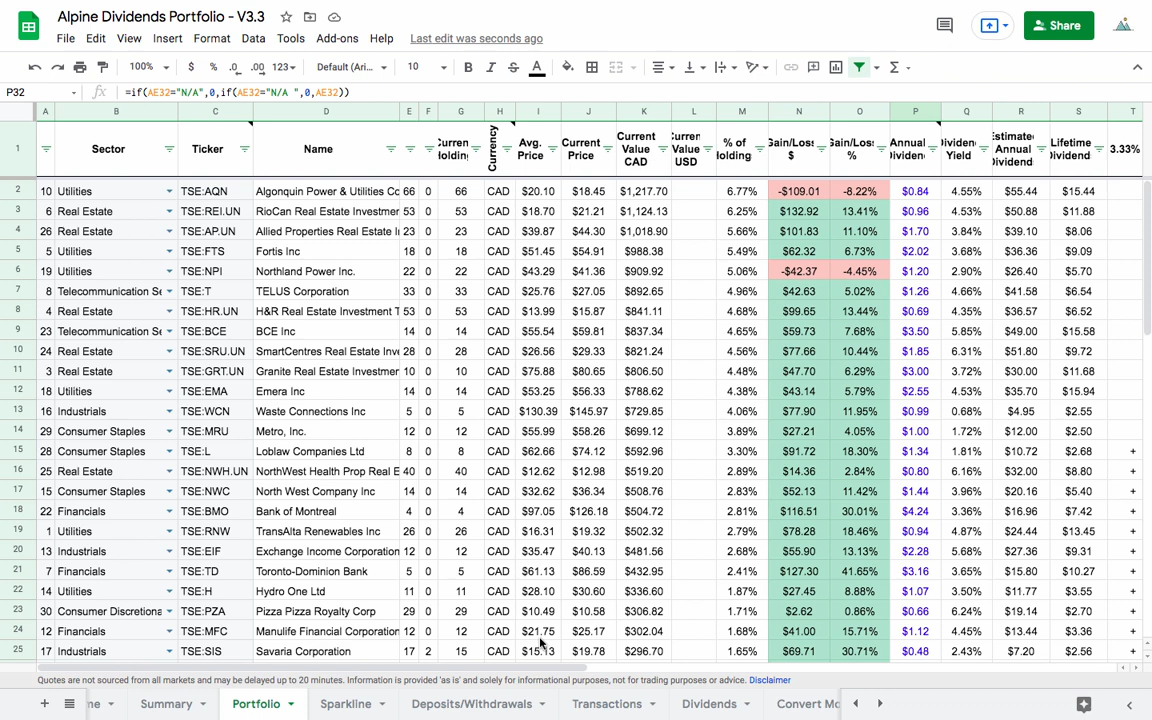 Alpine Dividends Portfolio - V3.3
File Edit View Insert Format Data Tools Add-ons Help Last edit was seconds ago
Share
100% $ % .0 .00 123 Default (Ari... 10 B I S A
P32 fx =if(AE32="N/A",0,if(AE32="N/A ",0,AE32))
A B C D E F G H I J K L M N O P Q R S T
1 Sector Ticker Name Currency Avg. Price Current Price Current Value CAD Value USD % of Holding Gain/Loss $ Gain/Loss % Annual Yield Estimated Annual Lifetime 3.33%
2 10 Utilities TSE:AQN Algonquin Power & Utilities Co 66 0 66 CAD $20.10 $18.45 $1,217.70 6.77% -$109.01 -8.22% $0.84 4.55% $55.44 $15.44
3 6 Real Estate TSE:REI.UN RioCan Real Estate Investmer 53 0 53 CAD $18.70 $21.21 $1,124.13 6.25% $132.92 13.41% $0.96 4.53% $50.88 $11.88
4 26 Real Estate TSE:AP.UN Allied Properties Real Estate I 23 0 23 CAD $39.87 $44.30 $1,018.90 5.66% $101.83 11.10% $1.70 3.84% $39.10 $8.06
5 5 Utilities TSE:FTS Fortis Inc 18 0 18 CAD $51.45 $54.91 $988.38 5.49% $62.32 6.73% $2.02 3.68% $36.36 $9.09
6 19 Utilities TSE:NPI Northland Power Inc. 22 0 22 CAD $43.29 $41.36 $909.92 5.06% -$42.37 -4.45% $1.20 2.90% $26.40 $5.70
7 8 Telecommunication Se TSE:T TELUS Corporation 33 0 33 CAD $25.76 $27.05 $892.65 4.96% $42.63 5.02% $1.26 4.66% $41.58 $6.54
8 4 Real Estate TSE:HR.UN H&R Real Estate Investment T 53 0 53 CAD $13.99 $15.87 $841.11 4.68% $99.65 13.44% $0.69 4.35% $36.57 $6.52
9 23 Telecommunication Se TSE:BCE BCE Inc 14 0 14 CAD $55.54 $59.81 $837.34 4.65% $59.73 7.68% $3.50 5.85% $49.00 $15.58
10 24 Real Estate TSE:SRU.UN SmartCentres Real Estate Inve 28 0 28 CAD $26.56 $29.33 $821.24 4.56% $77.66 10.44% $1.85 6.31% $51.80 $9.72
11 3 Real Estate TSE:GRT.UN Granite Real Estate Investmer 10 0 10 CAD $75.88 $80.65 $806.50 4.48% $47.70 6.29% $3.00 3.72% $30.00 $11.68
12 18 Utilities TSE:EMA Emera Inc 14 0 14 CAD $53.25 $56.33 $788.62 4.38% $43.14 5.79% $2.55 4.53% $35.70 $15.94
13 16 Industrials TSE:WCN Waste Connections Inc 5 0 5 CAD $130.39 $145.97 $729.85 4.06% $77.90 11.95% $0.99 0.68% $4.95 $2.55
14 29 Consumer Staples TSE:MRU Metro, Inc. 12 0 12 CAD $55.99 $58.26 $699.12 3.89% $27.21 4.05% $1.00 1.72% $12.00 $2.50
15 28 Consumer Staples TSE:L Loblaw Companies Ltd 8 0 8 CAD $62.66 $74.12 $592.96 3.30% $91.72 18.30% $1.34 1.81% $10.72 $2.68 +
16 25 Real Estate TSE:NWH.UN NorthWest Health Prop Real E 40 0 40 CAD $12.62 $12.98 $519.20 2.89% $14.36 2.84% $0.80 6.16% $32.00 $8.80 +
17 15 Consumer Staples TSE:NWC North West Company Inc 14 0 14 CAD $32.62 $36.34 $508.76 2.83% $52.13 11.42% $1.44 3.96% $20.16 $5.40 +
18 22 Financials TSE:BMO Bank of Montreal 4 0 4 CAD $97.05 $126.18 $504.72 2.81% $116.51 30.01% $4.24 3.36% $16.96 $7.42 +
19 1 Utilities TSE:RNW TransAlta Renewables Inc 26 0 26 CAD $16.31 $19.32 $502.32 2.79% $78.28 18.46% $0.94 4.87% $24.44 $13.45 +
20 13 Industrials TSE:EIF Exchange Income Corporation 12 0 12 CAD $35.47 $40.13 $481.56 2.68% $55.90 13.13% $2.28 5.68% $27.36 $9.31 +
21 7 Financials TSE:TD Toronto-Dominion Bank 5 0 5 CAD $61.13 $86.59 $432.95 2.41% $127.30 41.65% $3.16 3.65% $15.80 $10.27 +
22 14 Utilities TSE:H Hydro One Ltd 11 0 11 CAD $28.10 $30.60 $336.60 1.87% $27.45 8.88% $1.07 3.50% $11.77 $3.55 +
23 30 Consumer Discretiona TSE:PZA Pizza Pizza Royalty Corp 29 0 29 CAD $10.49 $10.58 $306.82 1.71% $2.62 0.86% $0.66 6.24% $19.14 $2.70 +
24 12 Financials TSE:MFC Manulife Financial Corporation 12 0 12 CAD $21.75 $25.17 $302.04 1.68% $41.00 15.71% $1.12 4.45% $13.44 $3.36 +
25 17 Industrials TSE:SIS Savaria Corporation 17 2 15 CAD $15.13 $19.78 $296.70 1.65% $69.71 30.71% $0.48 2.43% $7.20 $2.56 +
Quotes are not sourced from all markets and may be delayed up to 20 minutes. Information is provided 'as is' and solely for informational purposes, not for trading purposes or advice. Disclaimer
me Summary Portfolio Sparkline Deposits/Withdrawals Transactions Dividends Convert Mo